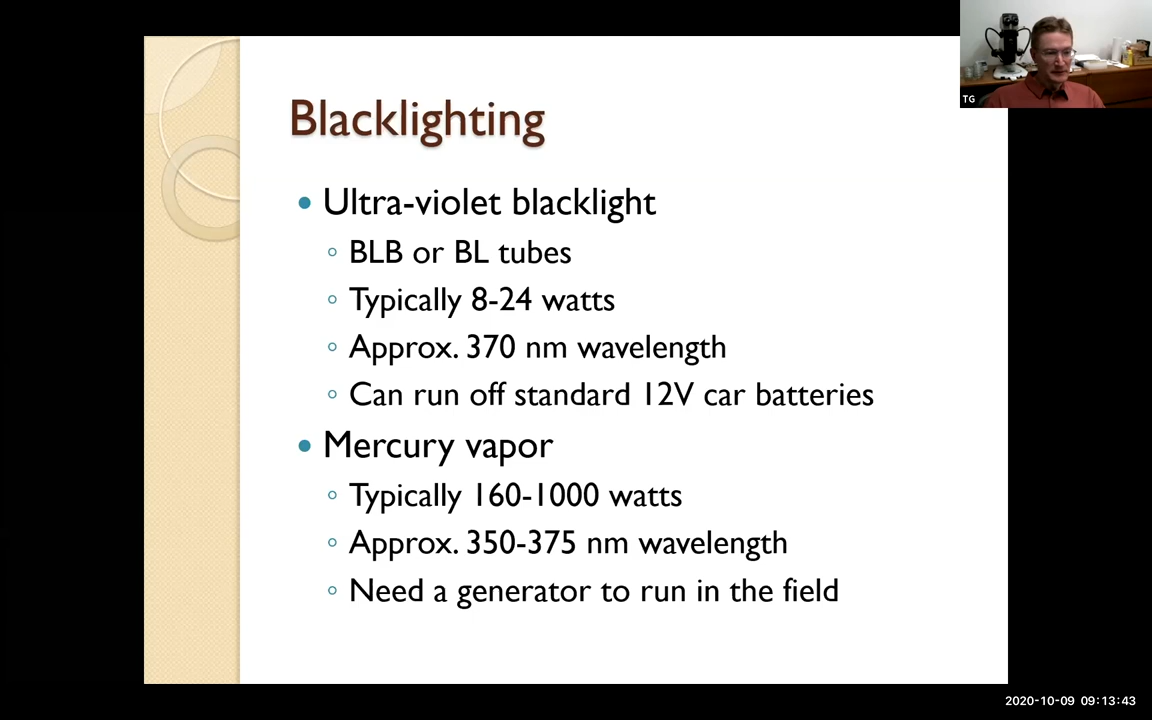 Blacklighting
Ultra-violet blacklight
BLB or BL tubes
Typically 8-24 watts
Approx. 370 nm wavelength
Can run off standard 12V car batteries
Mercury vapor
Typically 160-1000 watts
Approx. 350-375 nm wavelength
Need a generator to run in the field
TG
2020-10-09 09:13:43